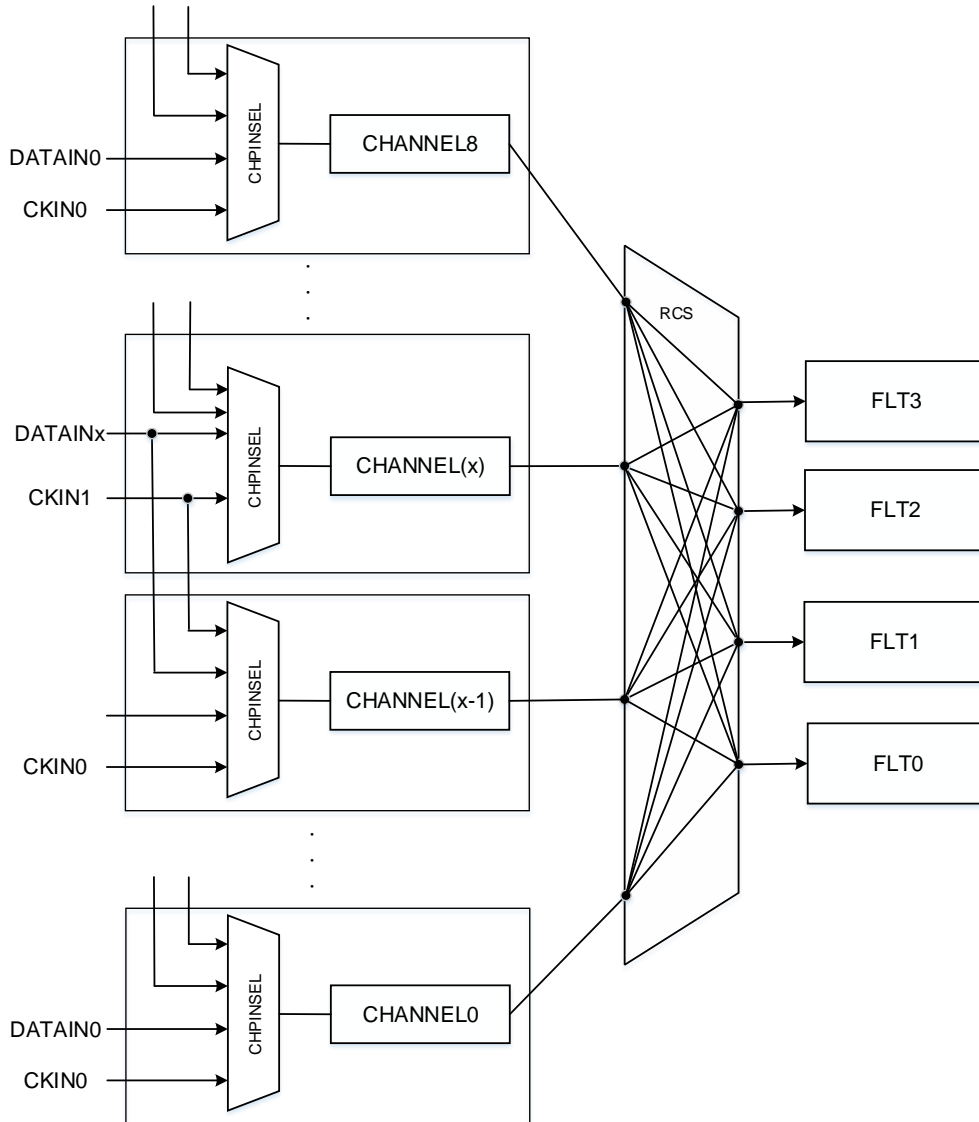 CHPINSEL
CHANNEL8
DATAIN0
CKIN0
RCS
FLT3
CHPINSEL
DATAINx
CHANNEL(x)
CKIN1
FLT2
CHPINSEL
FLT1
CHANNEL(x-1)
CKIN0
FLT0
CHPINSEL
CHANNEL0
DATAIN0
CKIN0